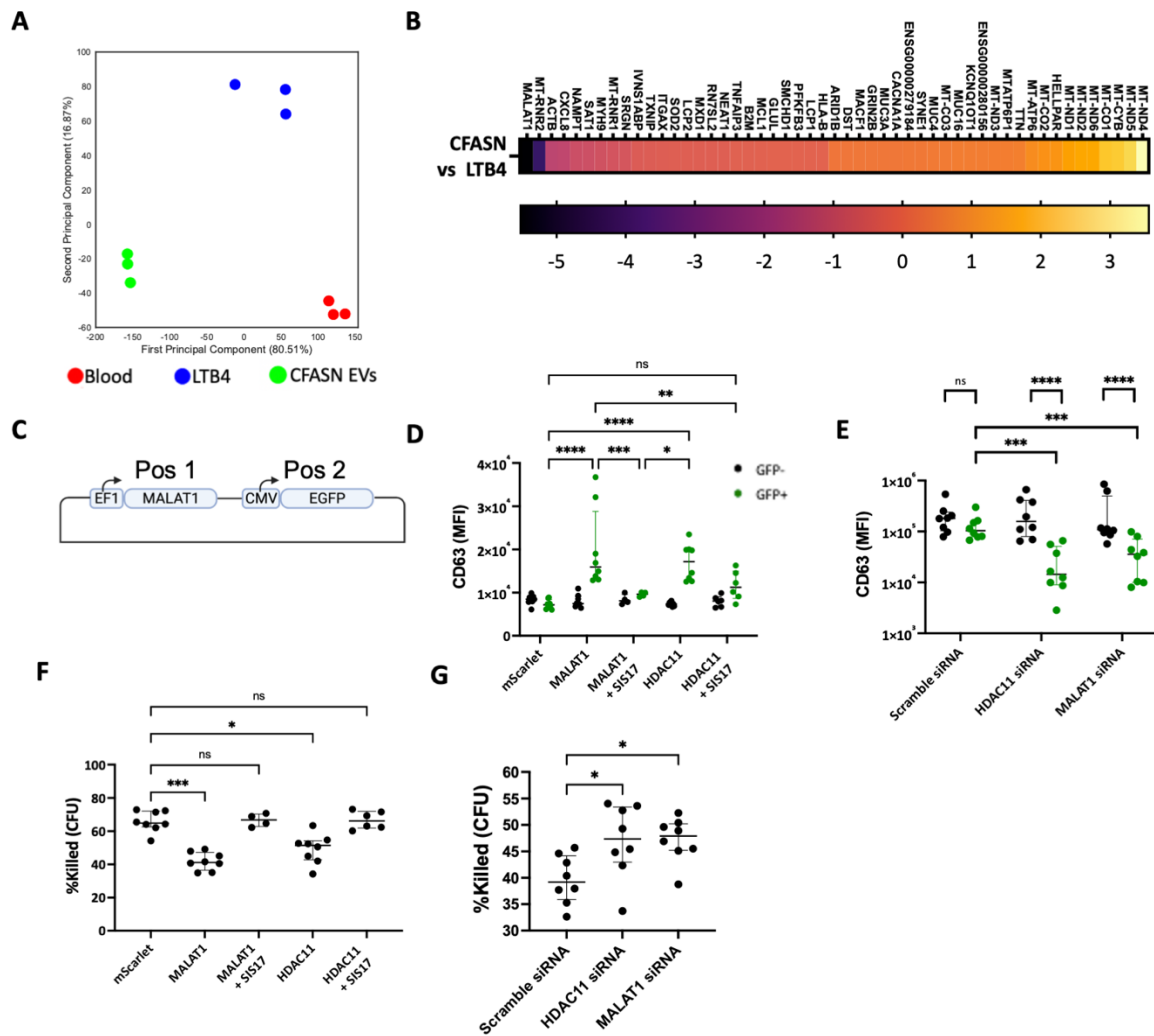 A
100
80
60
40
20
0
-20
-40
-60
Second Principal Component (16.87%)
-200 -150 -100 -50 0 50 100 150
First Principal Component (80.51%)
Blood LTB4 CFASN EVs
B
MALAT1
MT-RNR2
ACTB
CXCL8
NAMPT
SAT1
MYH9
MT-RNR1
SRGN
IVNS1ABP
TXNIP
ITGAX
SOD2
LCP2
MXD1
RN7SL2
NEAT1
TNFAIP3
B2M
MCL1
GLUL
SMCHD1
PFKFB3
LCP1
HLA-B
ARID1B
DST
MACF1
GRIN2B
MUC3A
CACNA1A
ENSG00000279184
SYNE1
MUC4
MT-CO3
MUC16
KCNQ1OT1
ENSG00000280156
MT-ND3
MTATP6P1
TTN
MT-ATP6
MT-CO2
HELLPAR
MT-ND1
MT-ND2
MT-ND6
MT-CO1
MT-CYB
MT-ND5
MT-ND4
CFASN
vs LTB4
-5 -4 -3 -2 -1 0 1 2 3
C
Pos 1 Pos 2
EF1 MALAT1 CMV EGFP
D
ns
**
****
**** *** *
GFP-
GFP+
4×10⁴
3×10⁴
2×10⁴
1×10⁴
0
CD63 (MFI)
mScarlet
MALAT1
MALAT1
+ SIS17
HDAC11
HDAC11
+ SIS17
E
ns **** ****
***
***
1×10⁶
1×10⁵
1×10⁴
1×10³
CD63 (MFI)
Scramble siRNA
HDAC11 siRNA
MALAT1 siRNA
F
ns
*
ns
***
100
80
60
40
20
0
%Killed (CFU)
mScarlet
MALAT1
MALAT1
+ SIS17
HDAC11
HDAC11
+ SIS17
G
*
*
60
55
50
45
40
35
30
%Killed (CFU)
Scramble siRNA
HDAC11 siRNA
MALAT1 siRNA